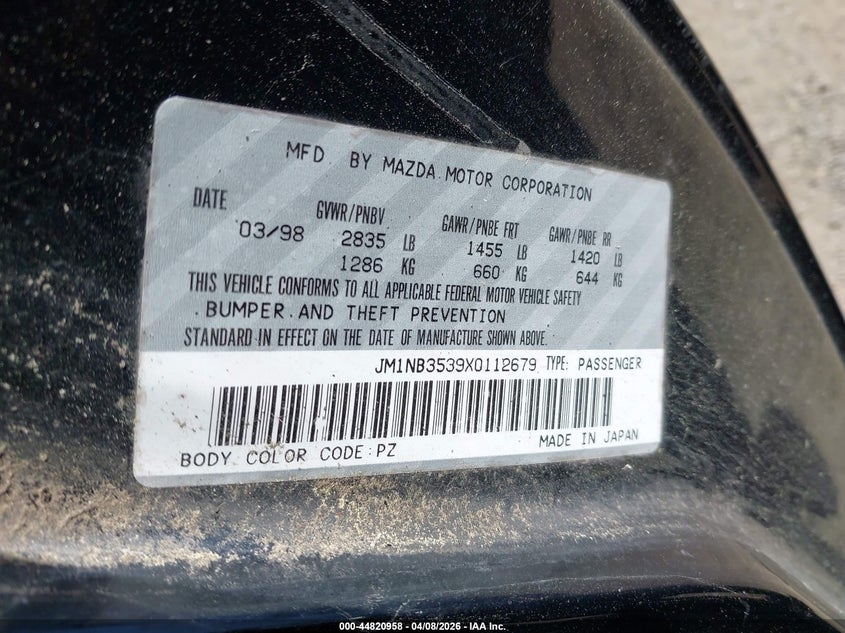 MFD. BY MAZDA MOTOR CORPORATION
DATE GVWR/PNBV GAWR/PNBE FRT GAWR/PNBE RR
03/98 2835 LB 1455 LB 1420 LB
1286 KG 660 KG 644 KG
THIS VEHICLE CONFORMS TO ALL APPLICABLE FEDERAL MOTOR VEHICLE SAFETY
BUMPER AND THEFT PREVENTION
STANDARD IN EFFECT ON THE DATE OF MANUFACTURE SHOWN ABOVE.
JM1NB3539X0112679 TYPE: PASSENGER
BODY COLOR CODE: PZ MADE IN JAPAN
000-44820958 - 04/08/2026 - IAA Inc.